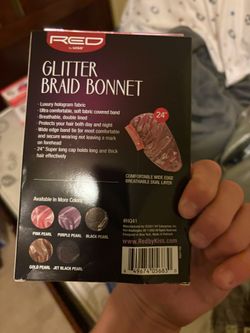 RED
by KISS
GLITTER
BRAID BONNET
- Luxury hologram fabric
- Ultra comfortable, soft fabric covered band
- Breathable, double lined
- Protects your hair both day and night
- Wide edge band tie for most comfortable
and secure wearing not leaving a mark
on forehead
- 24" Super long cap holds long and thick
hair effectively
24"
COMFORTABLE WIDE EDGE
BREATHABLE DUAL LAYER
Available in More Colors
PINK PEARL
PURPLE PEARL
BLACK PEARL
GOLD PEARL
JET BLACK PEARL
#HQ41
www.RedbyKiss.com
49674 05683